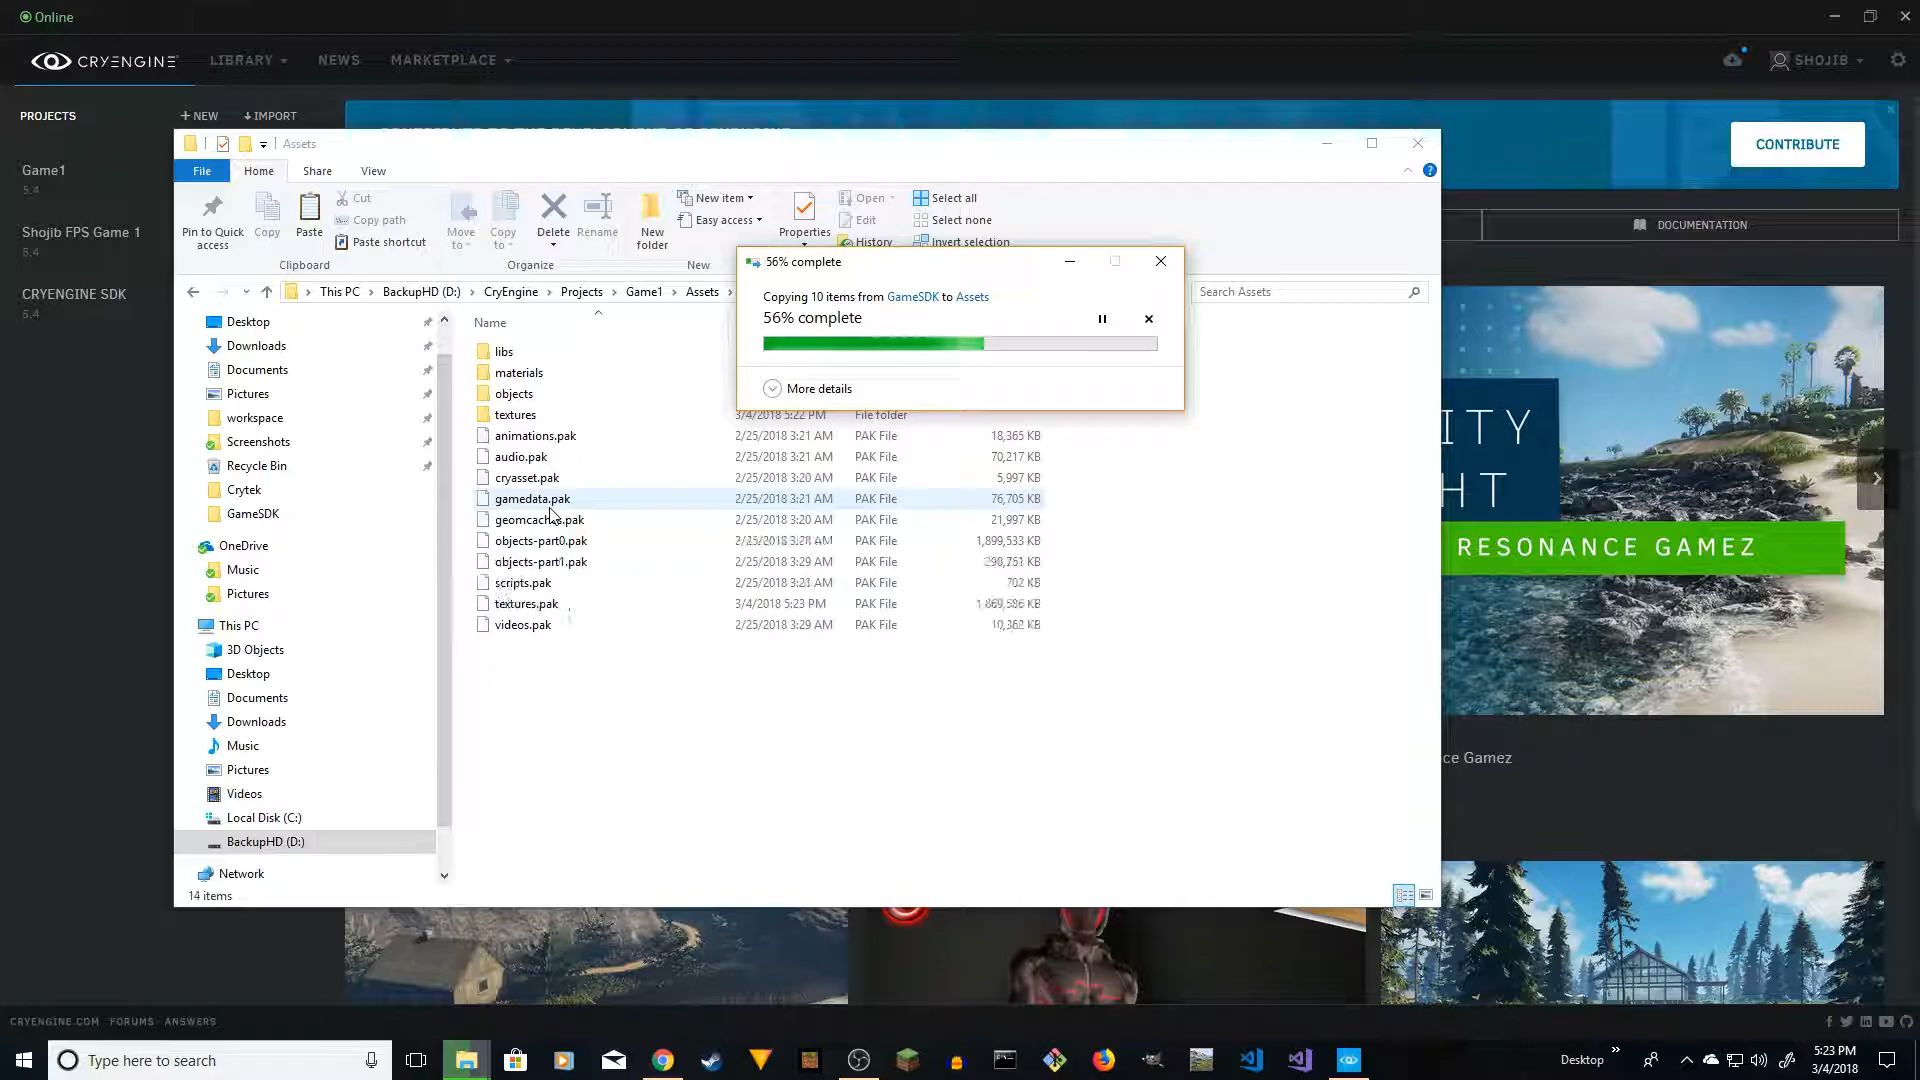 Online
CRYENGINE
LIBRARY
NEWS
MARKETPLACE
SHOJIB
PROJECTS
+ NEW
IMPORT
Game1
5.4
Shojib FPS Game 1
5.4
CRYENGINE SDK
5.4
CONTRIBUTE
DOCUMENTATION
Assets
File
Home
Share
View
Pin to Quick access
Copy
Paste
Cut
Copy path
Paste shortcut
Clipboard
Move to
Copy to
Delete
Rename
Organize
New folder
New item
Easy access
New
Properties
Open
Edit
History
Select all
Select none
Invert selection
This PC > BackupHD (D:) > CryEngine > Projects > Game1 > Assets >
Search Assets
56% complete
Copying 10 items from GameSDK to Assets
56% complete
More details
Desktop
Downloads
Documents
Pictures
workspace
Screenshots
Recycle Bin
Crytek
GameSDK
OneDrive
Music
Pictures
This PC
3D Objects
Desktop
Documents
Downloads
Music
Pictures
Videos
Local Disk (C:)
BackupHD (D:)
Network
14 items
Name
libs
materials
objects
textures 3/4/2018 5:22 PM File folder
animations.pak 2/25/2018 3:21 AM PAK File 18,365 KB
audio.pak 2/25/2018 3:21 AM PAK File 70,217 KB
cryasset.pak 2/25/2018 3:20 AM PAK File 5,997 KB
gamedata.pak 2/25/2018 3:21 AM PAK File 76,705 KB
2/25/2018 3:20 AM PAK File 21,997 KB
objects-part0.pak PAK File 1,899,533 KB
objects-part1.pak 2/25/2018 3:29 AM PAK File
scripts.pak PAK File 702 KB
textures.pak 3/4/2018 5:23 PM PAK File
videos.pak 2/25/2018 3:29 AM PAK File
ITY
HT
RESONANCE GAMEZ
ce Gamez
CRYENGINE.COM
FORUMS
ANSWERS
Type here to search
Desktop
5:23 PM
3/4/2018